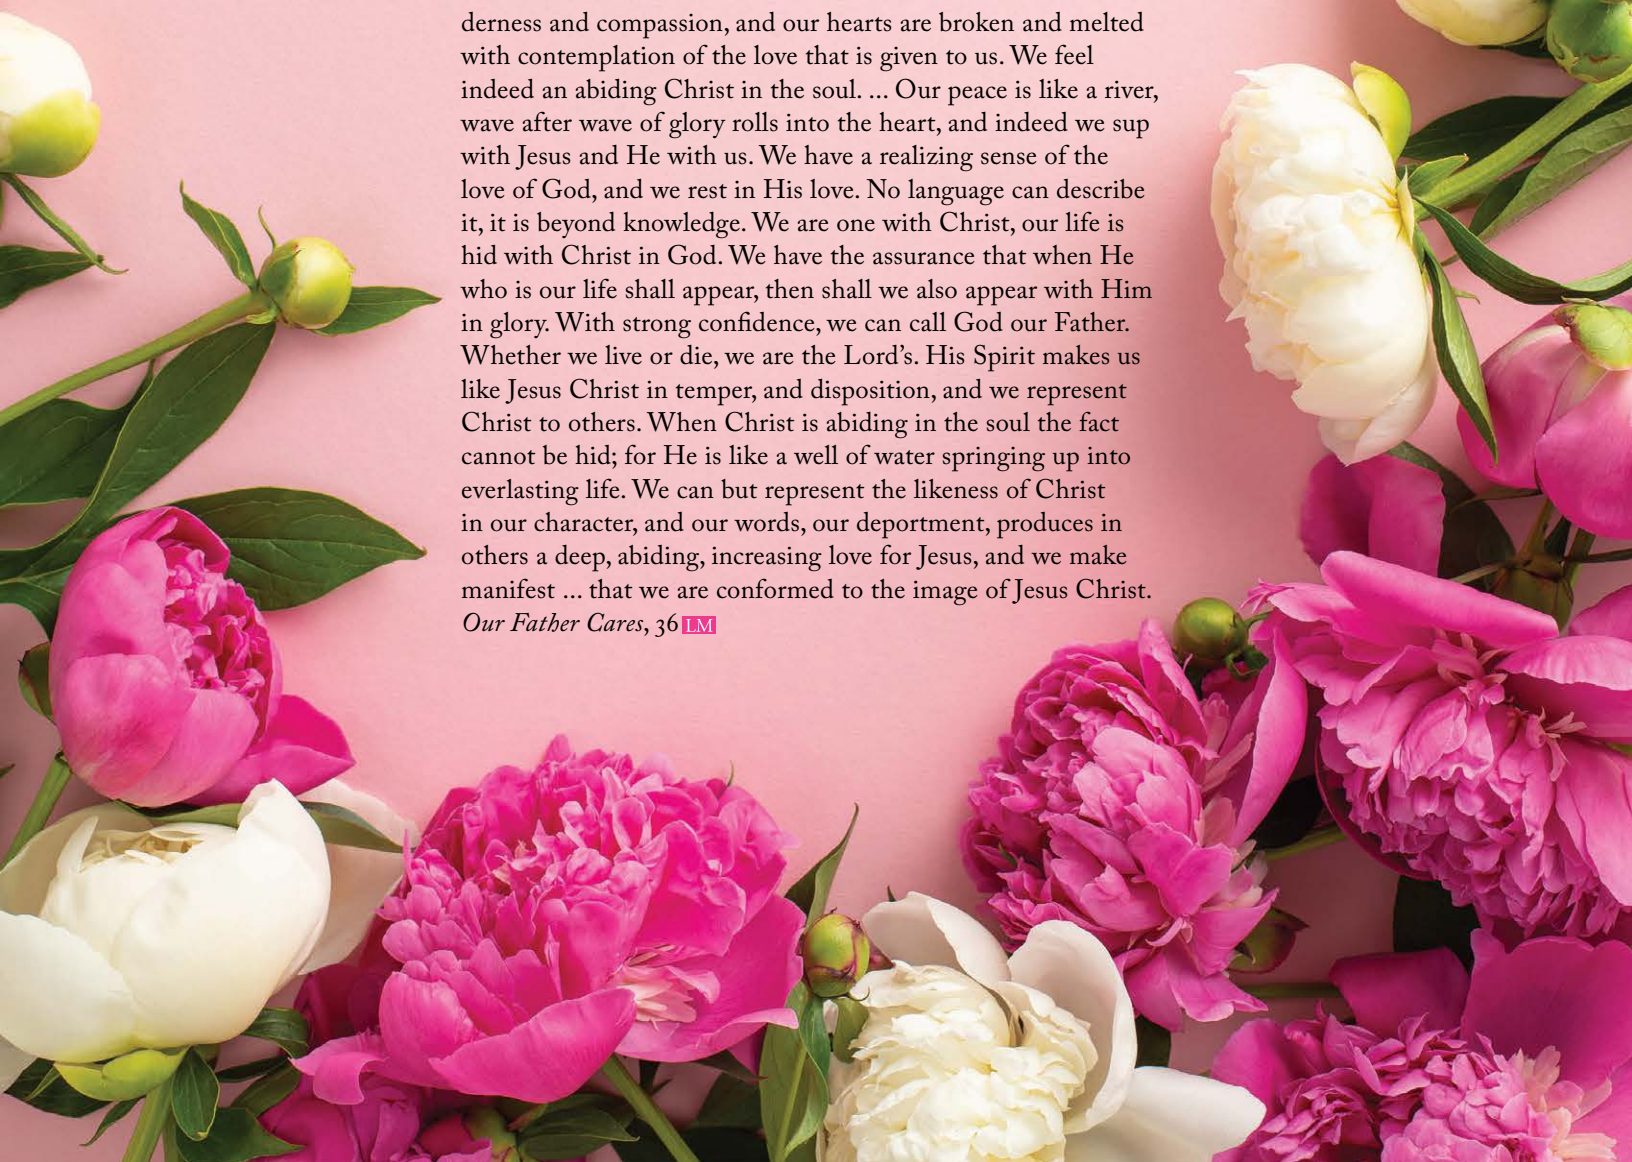 derness and compassion, and our hearts are broken and melted
with contemplation of the love that is given to us. We feel
indeed an abiding Christ in the soul. ... Our peace is like a river,
wave after wave of glory rolls into the heart, and indeed we sup
with Jesus and He with us. We have a realizing sense of the
love of God, and we rest in His love. No language can describe
it, it is beyond knowledge. We are one with Christ, our life is
hid with Christ in God. We have the assurance that when He
who is our life shall appear, then shall we also appear with Him
in glory. With strong confidence, we can call God our Father.
Whether we live or die, we are the Lord’s. His Spirit makes us
like Jesus Christ in temper, and disposition, and we represent
Christ to others. When Christ is abiding in the soul the fact
cannot be hid; for He is like a well of water springing up into
everlasting life. We can but represent the likeness of Christ
in our character, and our words, our deportment, produces in
others a deep, abiding, increasing love for Jesus, and we make
manifest ... that we are conformed to the image of Jesus Christ.
Our Father Cares, 36 LM